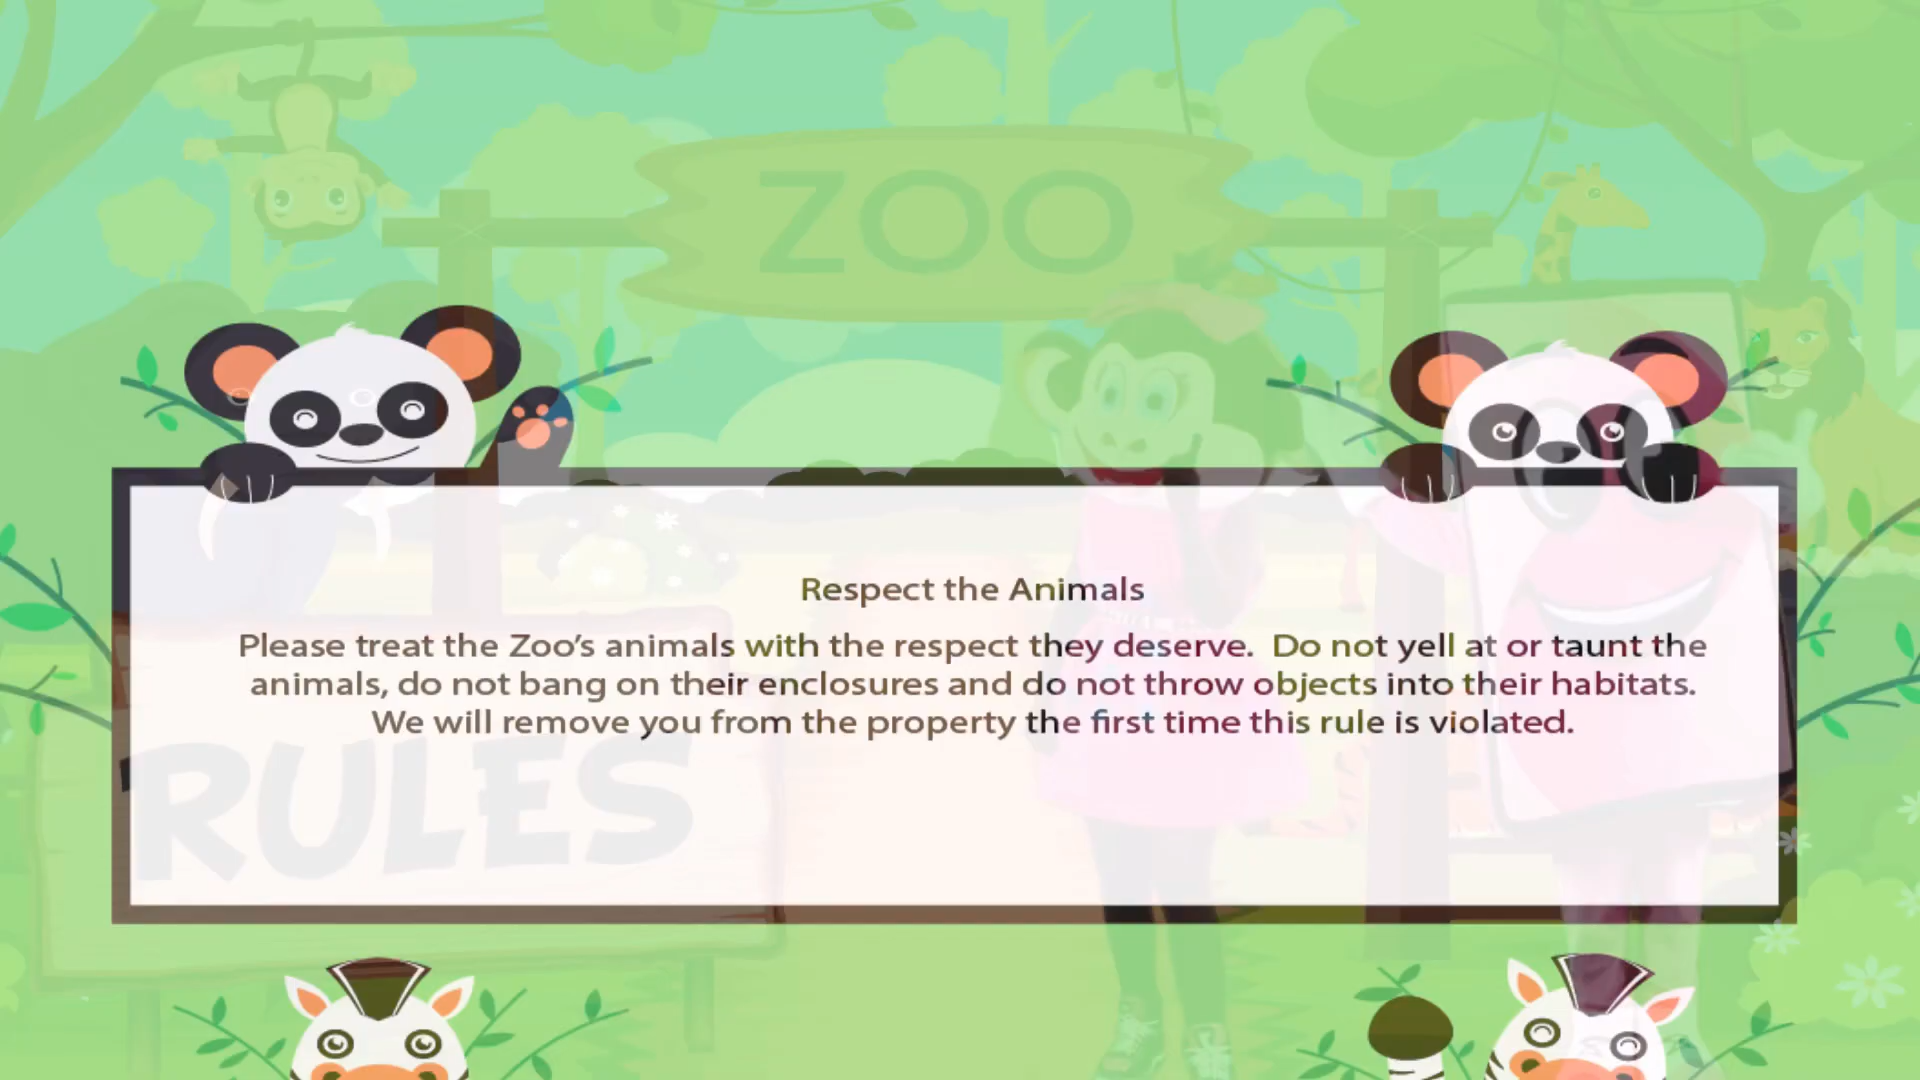 ZOO
Respect the Animals
Please treat the Zoo's animals with the respect they deserve.  Do not yell at or taunt the
animals, do not bang on their enclosures and do not throw objects into their habitats.
We will remove you from the property the first time this rule is violated.
RULES